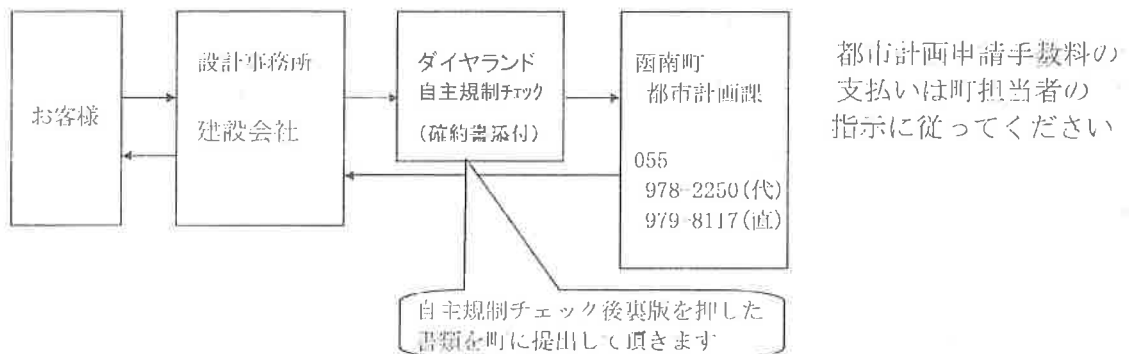 お客様
設計事務所
・
建設会社
ダイヤランド
自主規制チェック
(確約書添付)
函南町
都市計画課
055
978-2250(代)
979-8117(直)
都市計画申請手数料の
支払いは町担当者の
指示に従ってください
自主規制チェック後裏版を押した
書類を町に提出して頂きます